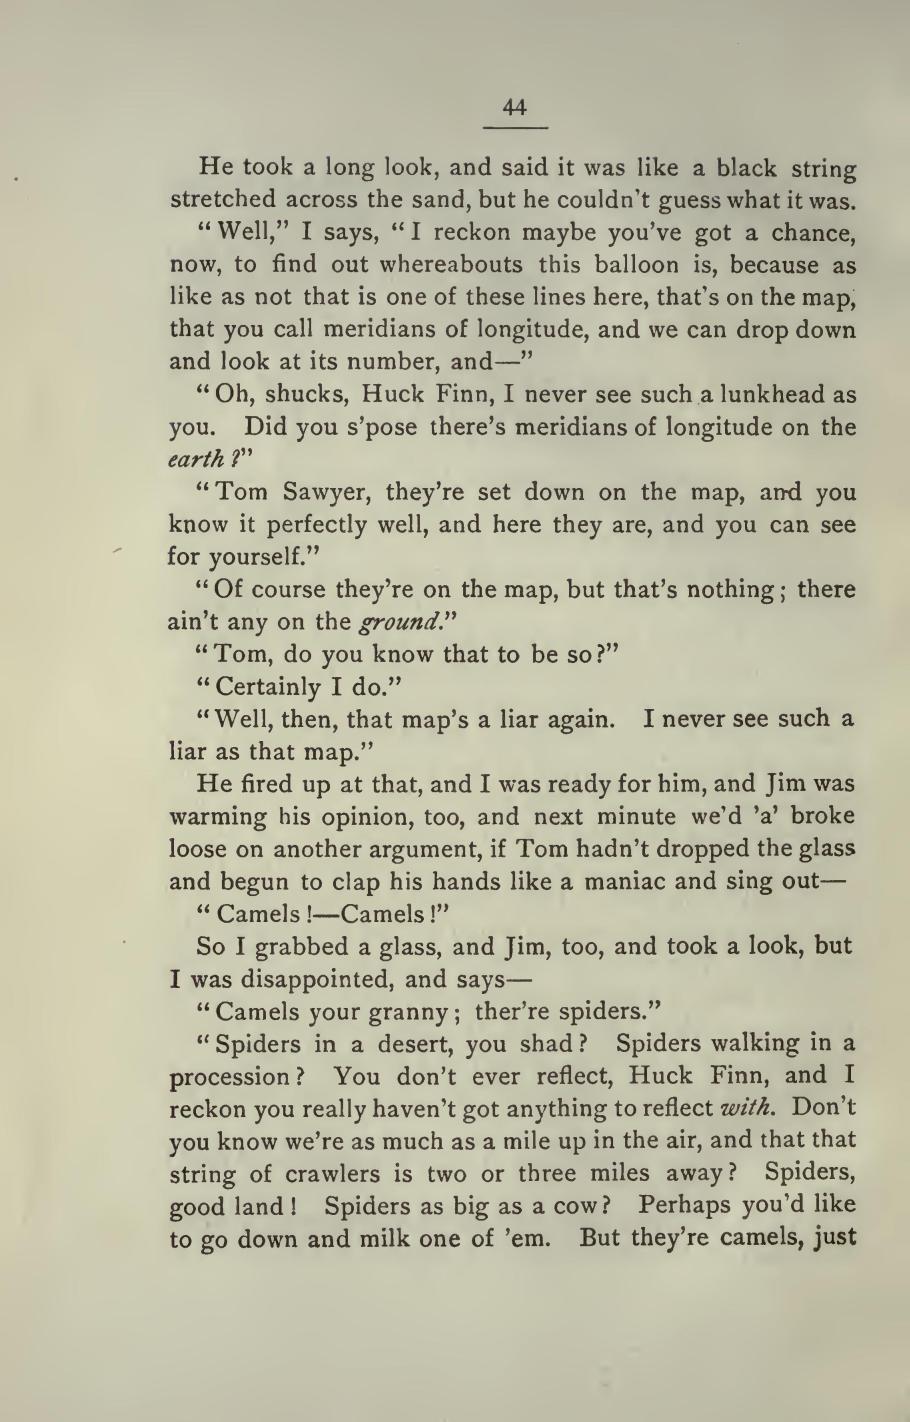 44
He took a long look, and said it was like a black string
stretched across the sand, but he couldn't guess what it was.
"Well," I says, "I reckon maybe you've got a chance,
now, to find out whereabouts this balloon is, because as
like as not that is one of these lines here, that's on the map,
that you call meridians of longitude, and we can drop down
and look at its number, and—"
"Oh, shucks, Huck Finn, I never see such a lunkhead as
you. Did you s'pose there's meridians of longitude on the
earth?"
"Tom Sawyer, they're set down on the map, and you
know it perfectly well, and here they are, and you can see
for yourself."
"Of course they're on the map, but that's nothing; there
ain't any on the ground."
"Tom, do you know that to be so?"
"Certainly I do."
"Well, then, that map's a liar again. I never see such a
liar as that map."
He fired up at that, and I was ready for him, and Jim was
warming his opinion, too, and next minute we'd 'a' broke
loose on another argument, if Tom hadn't dropped the glass
and begun to clap his hands like a maniac and sing out—
"Camels!—Camels!"
So I grabbed a glass, and Jim, too, and took a look, but
I was disappointed, and says—
"Camels your granny; ther're spiders."
"Spiders in a desert, you shad? Spiders walking in a
procession? You don't ever reflect, Huck Finn, and I
reckon you really haven't got anything to reflect with. Don't
you know we're as much as a mile up in the air, and that that
string of crawlers is two or three miles away? Spiders,
good land! Spiders as big as a cow? Perhaps you'd like
to go down and milk one of 'em. But they're camels, just